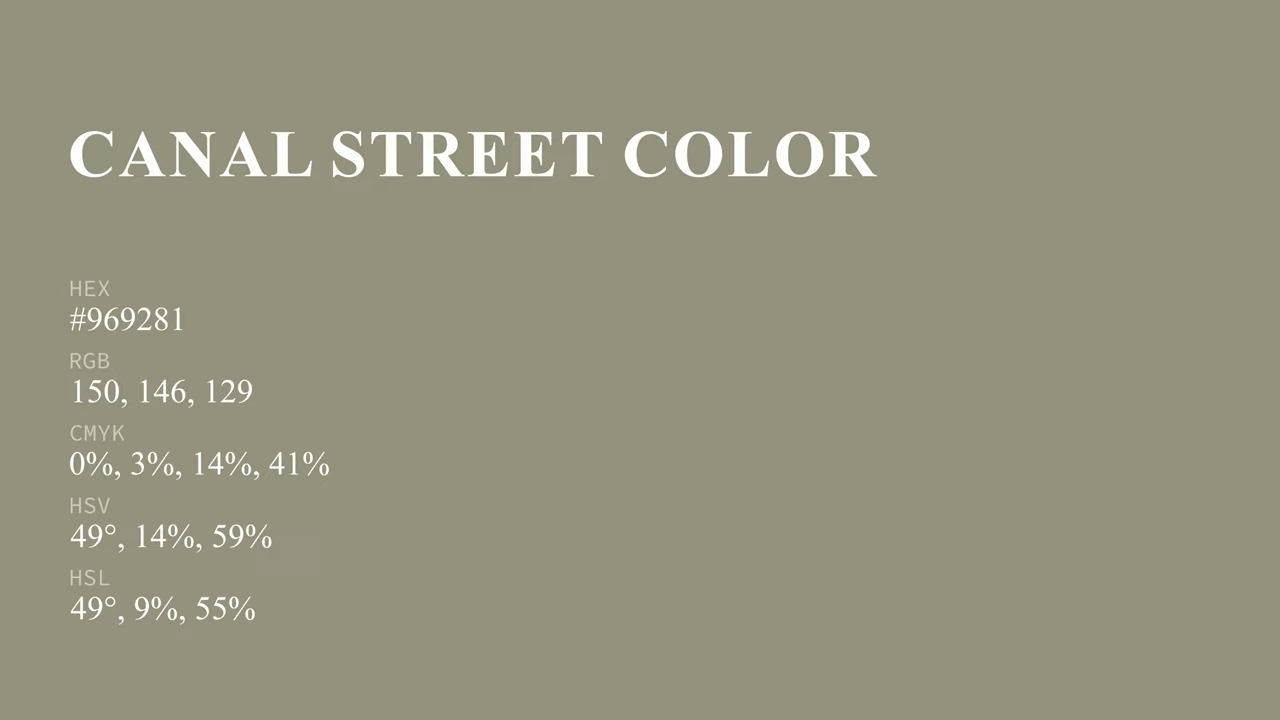 CANAL STREET COLOR
HEX
#969281
RGB
150, 146, 129
CMYK
0%, 3%, 14%, 41%
HSV
49°, 14%, 59%
HSL
49°, 9%, 55%